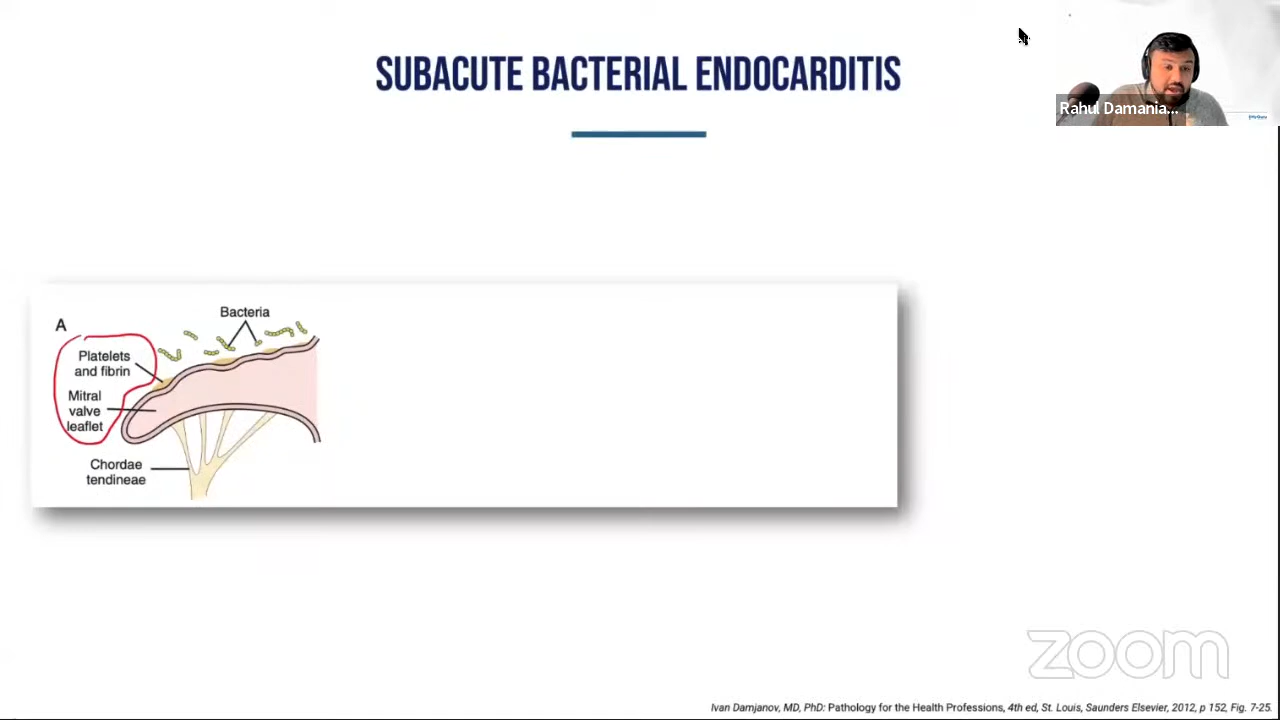 SUBACUTE BACTERIAL ENDOCARDITIS
Rahul Damania...
A
Bacteria
Platelets
and fibrin
Mitral
valve
leaflet
Chordae
tendineae
zoom
Ivan Damjanov, MD, PhD: Pathology for the Health Professions, 4th ed, St. Louis, Saunders Elsevier, 2012, p 152, Fig. 7-25.